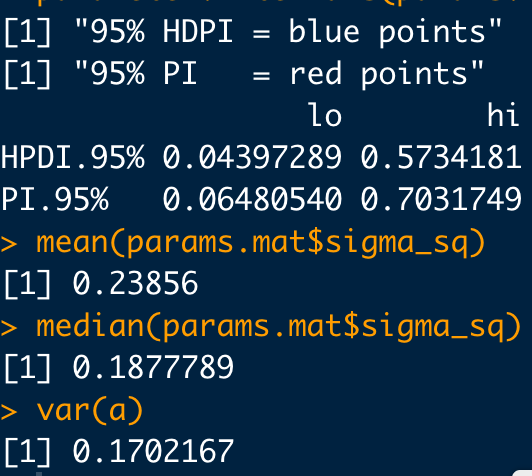 [1] "95% HDPI = blue points"
[1] "95% PI   = red points"
                  lo        hi
HPDI.95% 0.04397289 0.5734181
PI.95%   0.06480540 0.7031749
> mean(params.mat$sigma_sq)
[1] 0.23856
> median(params.mat$sigma_sq)
[1] 0.1877789
> var(a)
[1] 0.1702167